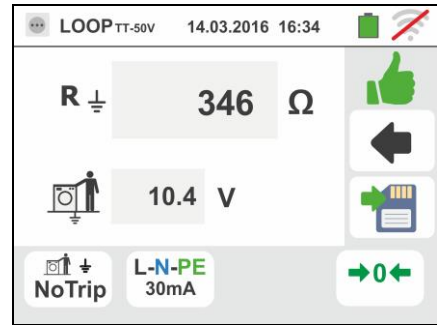 LOOP TT-50V 14.03.2016 16:34
R 346 Ω
10.4 V
NoTrip
L-N-PE
30mA
→0←